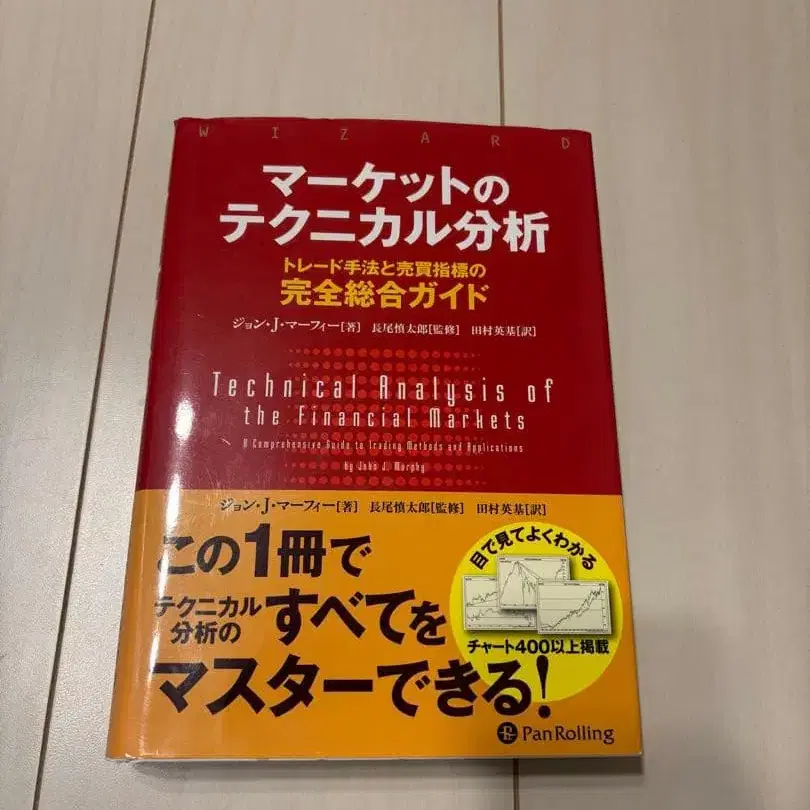 WIZARD
マーケットの
テクニカル分析
トレード手法と売買指標の
完全総合ガイド
ジョン・J・マーフィー[著] 長尾慎太郎[監修] 田村英基[訳]
Technical Analysis of
the Financial Markets
A Comprehensive Guide to Trading Methods and Applications
by John J. Murphy
ジョン・J・マーフィー[著] 長尾慎太郎[監修] 田村英基[訳]
この1冊で
テクニカル
分析の
すべてを
マスターできる!
目で見てよくわかる
チャート400以上掲載
PanRolling